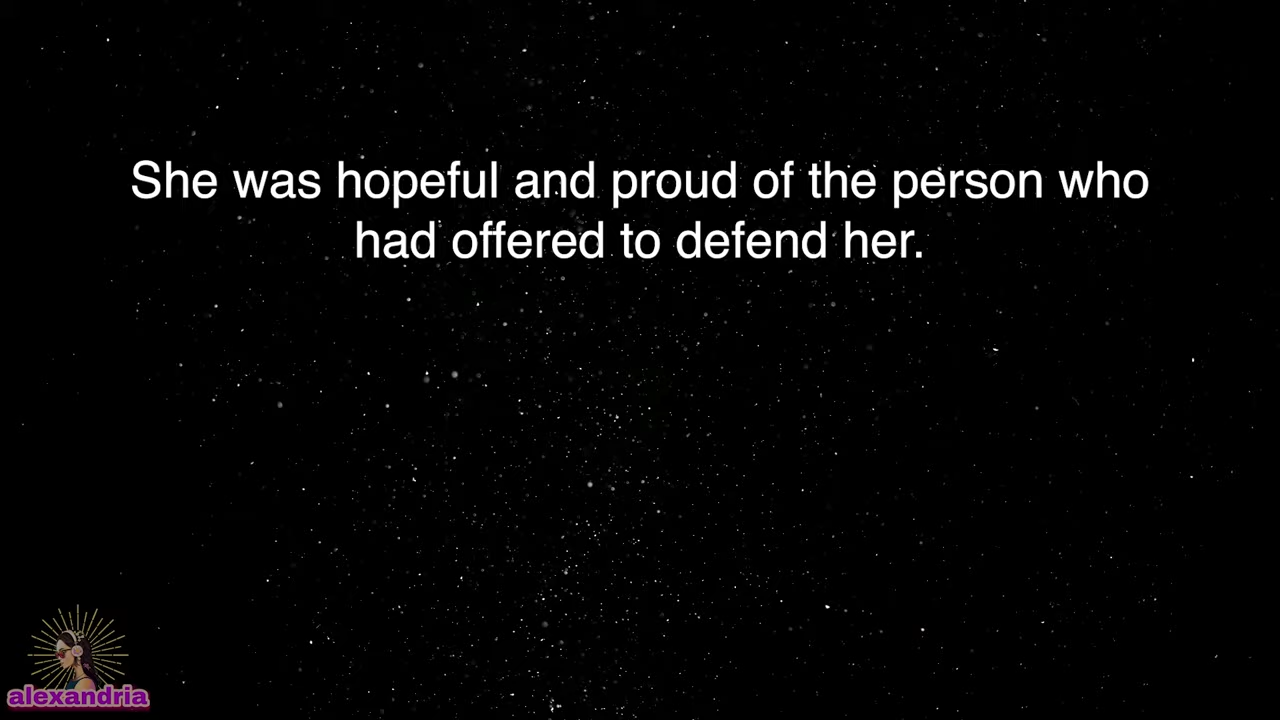 She was hopeful and proud of the person who
had offered to defend her.
alexandria